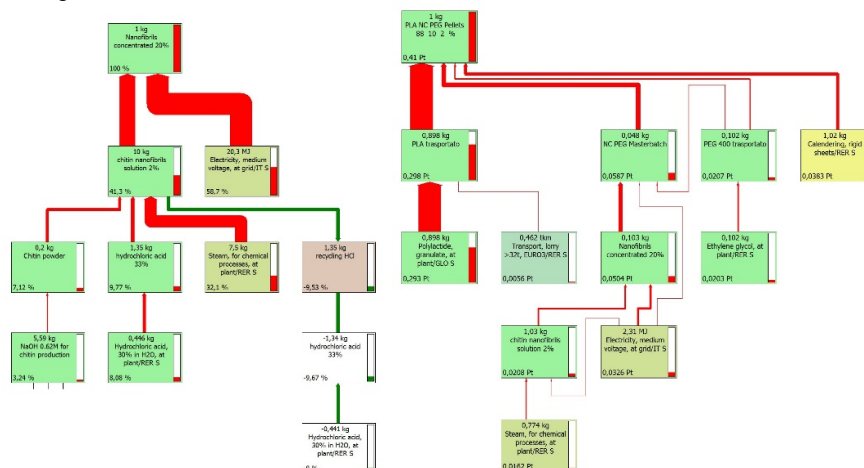 1 kg
Nanofibrils
concentrated 20%
100 %
10 kg
chitin nanofibrils
solution 2%
41,3 %
20,3 MJ
Electricity, medium
voltage, at grid/IT S
58,7 %
0,2 kg
Chitin powder
7,12 %
1,35 kg
hydrochloric acid
33%
9,77 %
7,5 kg
Steam, for chemical
processes, at
plant/RER S
32,1 %
1,35 kg
recycling HCl
-9,53 %
5,59 kg
NaOH 0.62M for
chitin production
3,24 %
0,446 kg
Hydrochloric acid,
30% in H2O, at
plant/RER S
8,08 %
-1,34 kg
hydrochloric acid
33%
-9,67 %
-0,441 kg
Hydrochloric acid,
30% in H2O, at
plant/RER S
1 kg
PLA NC PEG Pellets
88 10 2 %
0,41 Pt
0,898 kg
PLA trasportato
0,298 Pt
0,048 kg
NC PEG Masterbatch
0,0587 Pt
0,102 kg
PEG 400 trasportato
0,0207 Pt
1,02 kg
Calendering, rigid
sheets/RER S
0,0383 Pt
0,898 kg
Polylactide,
granulate, at
plant/GLO S
0,293 Pt
0,462 tkm
Transport, lorry
>32t, EURO3/RER S
0,0056 Pt
0,103 kg
Nanofibrils
concentrated 20%
0,0504 Pt
0,102 kg
Ethylene glycol, at
plant/RER S
0,0203 Pt
1,03 kg
chitin nanofibrils
solution 2%
0,0208 Pt
2,31 MJ
Electricity, medium
voltage, at grid/IT S
0,0326 Pt
0,774 kg
Steam, for chemical
processes, at
plant/RER S
0,0162 Pt